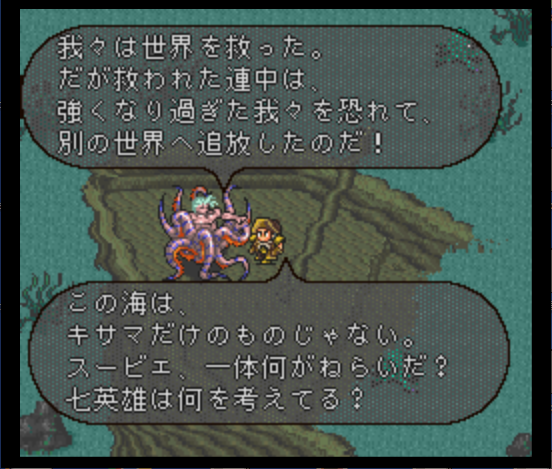 我々は世界を救った。
だが救われた連中は、
強くなり過ぎた我々を恐れて、
別の世界へ追放したのだ！
この海は、
キサマだけのものじゃない。
スービエ、一体何がねらいだ？
七英雄は何を考えてる？